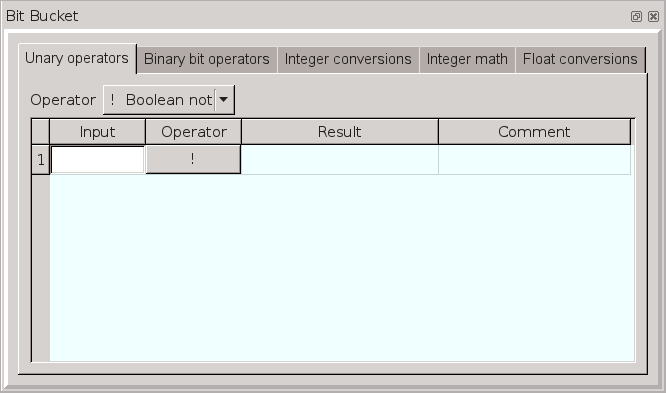 Bit Bucket
Unary operators Binary bit operators Integer conversions Integer math Float conversions
Operator ! Boolean not
Input Operator Result Comment
1 !